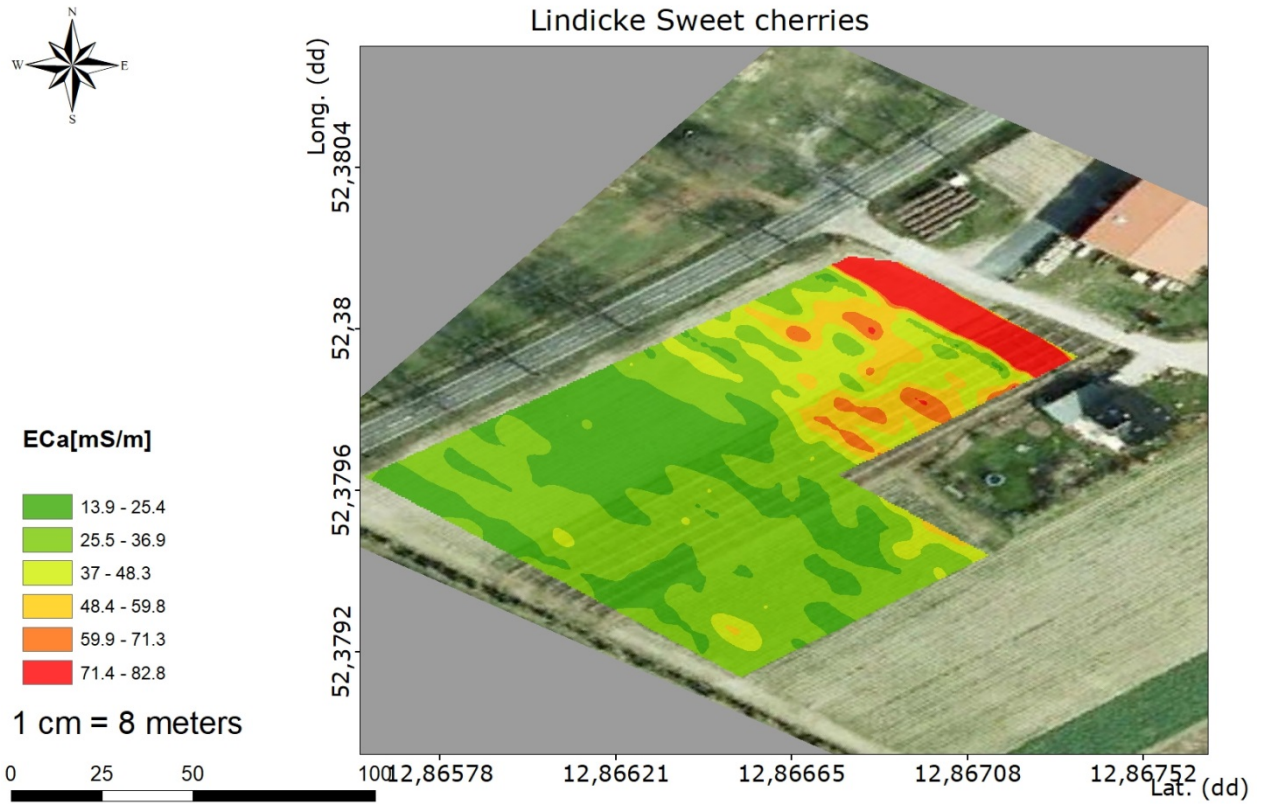 Lindicke Sweet cherries
N
W
E
S
Long. (dd)
52,3804
52,38
52,3796
52,3792
ECa[mS/m]
13.9 - 25.4
25.5 - 36.9
37 - 48.3
48.4 - 59.8
59.9 - 71.3
71.4 - 82.8
1 cm = 8 meters
0 25 50 100
12,86578 12,86621 12,86665 12,86708 12,86752
Lat. (dd)